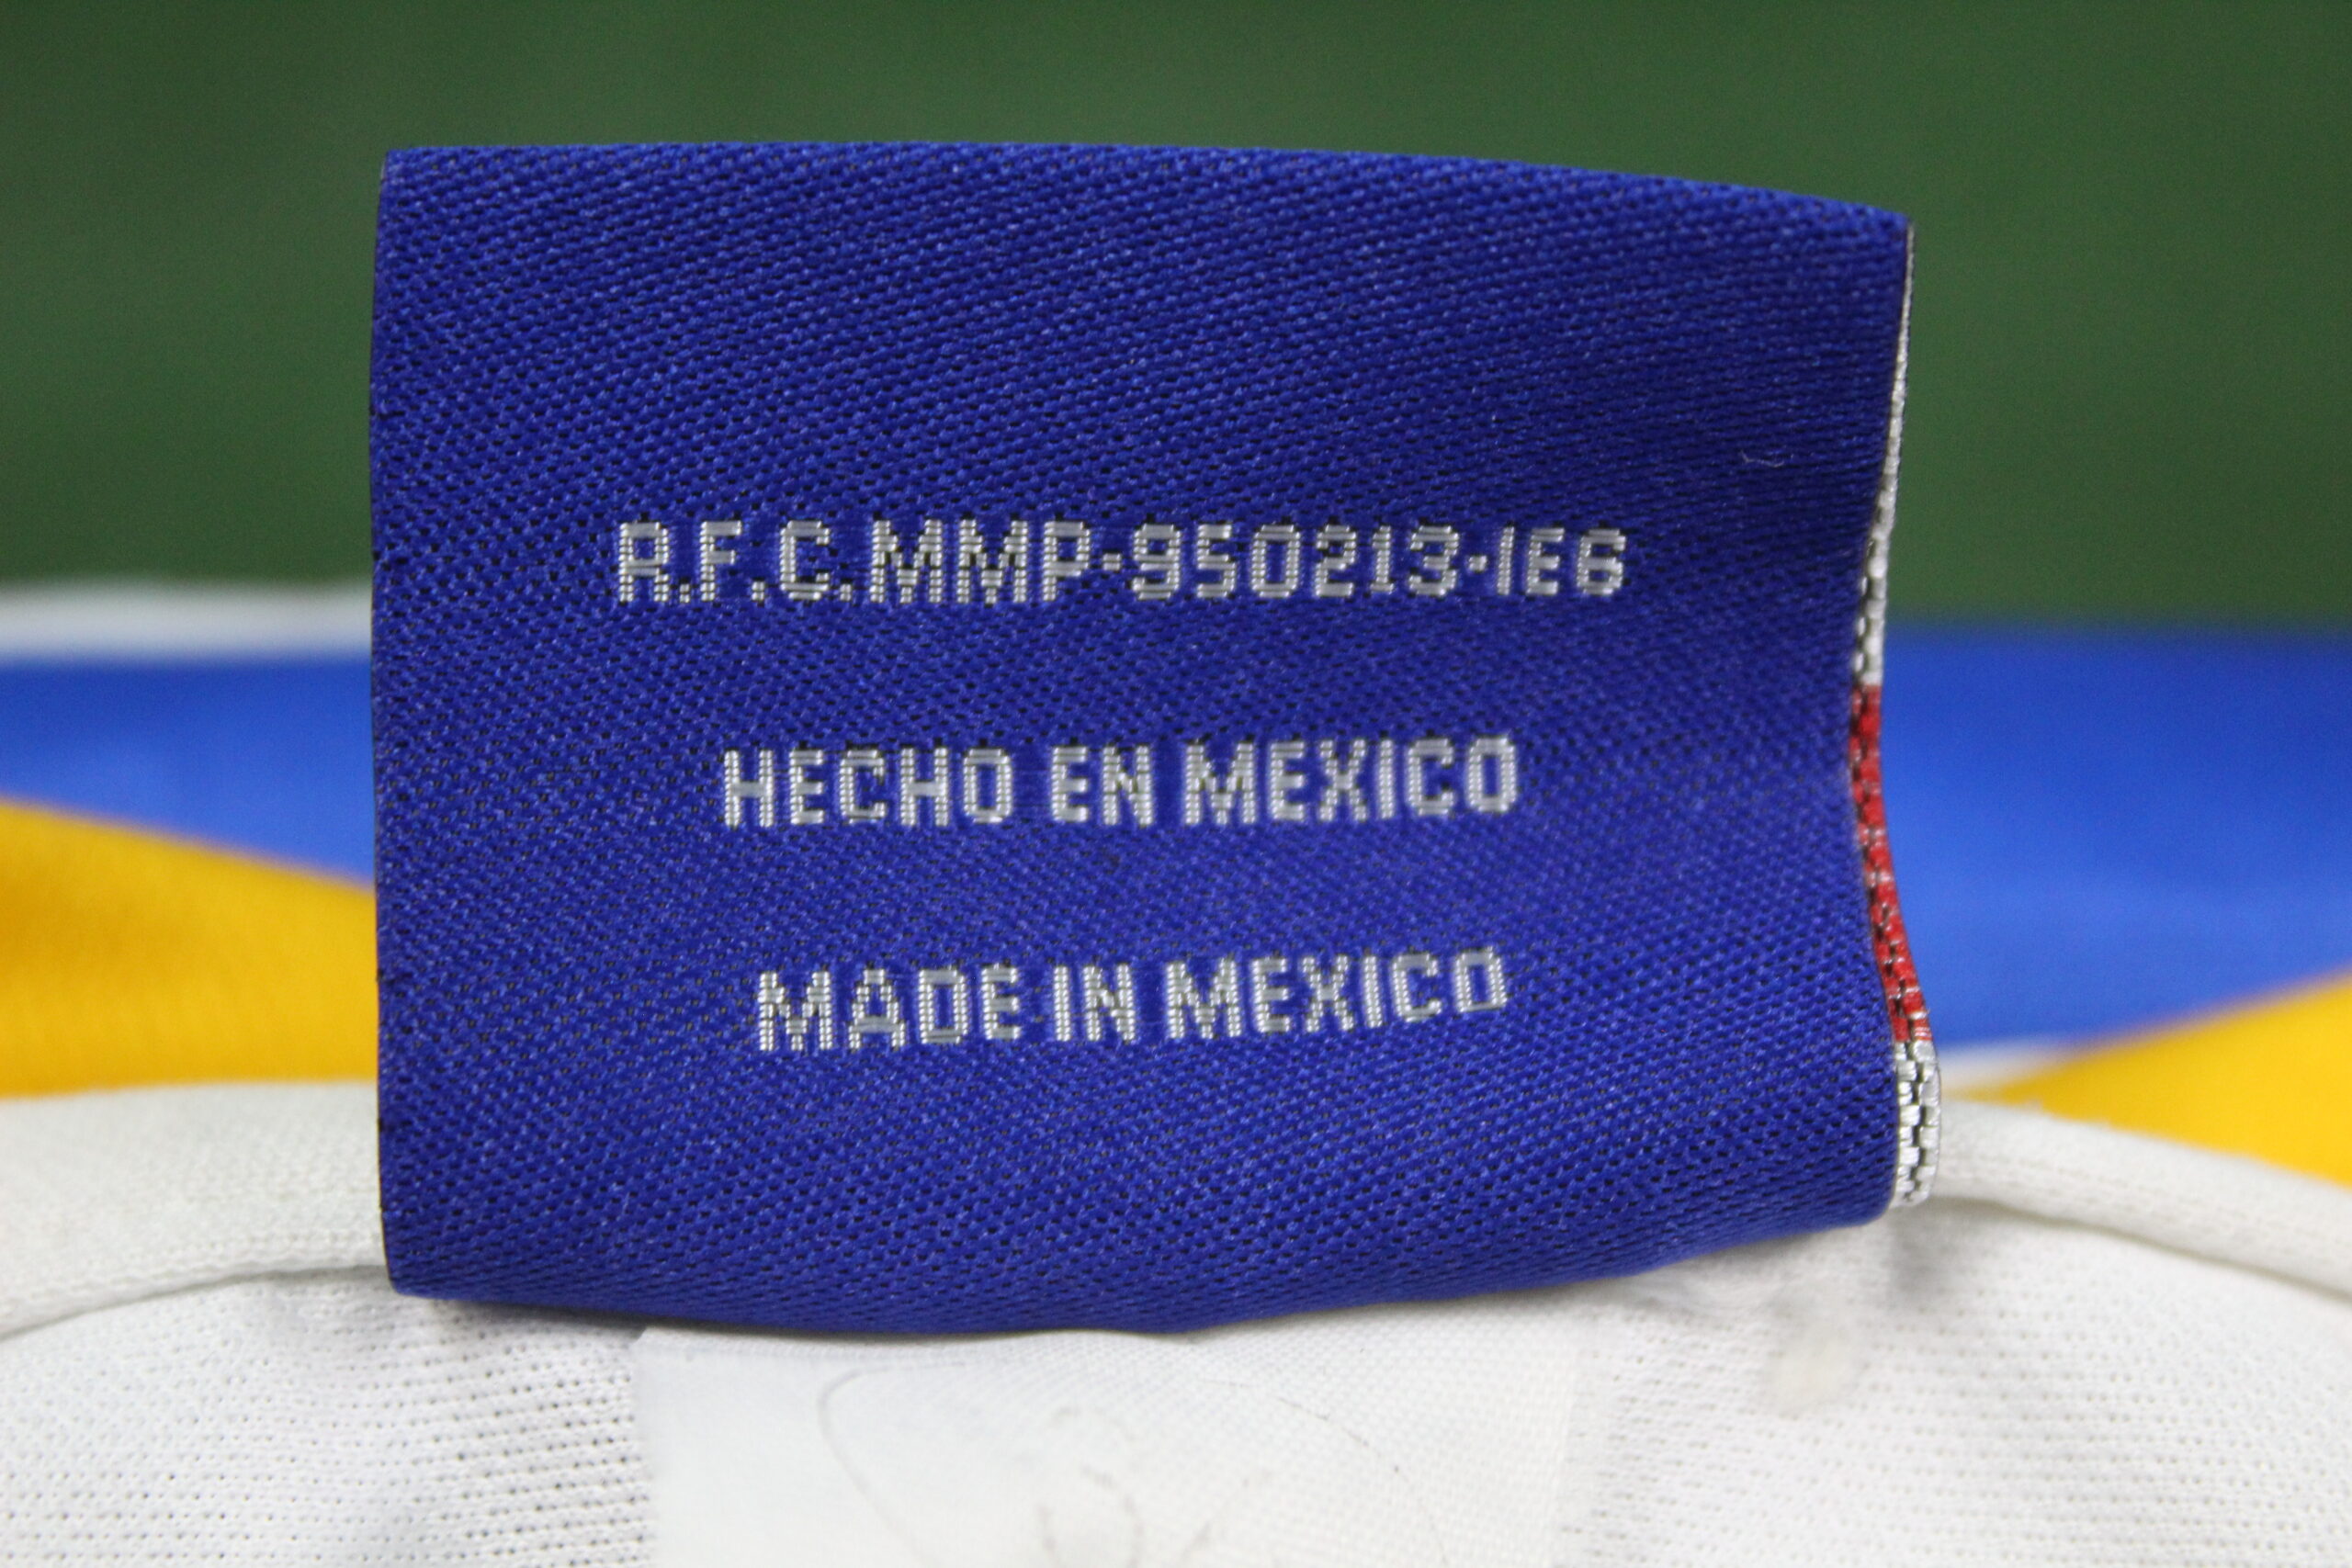 R.F.C.MMP-950213-IE6
HECHO EN MEXICO
MADE IN MEXICO